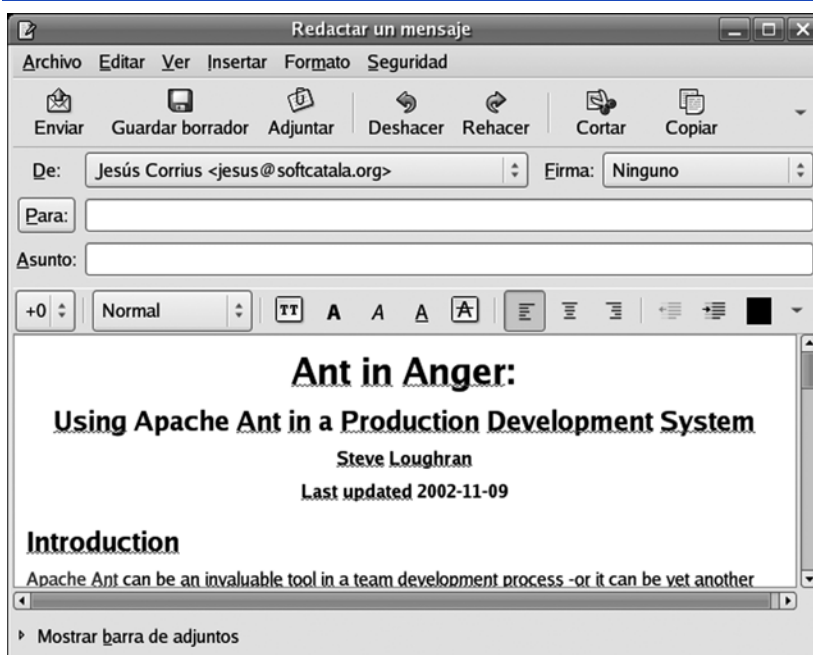 Redactar un mensaje
Archivo Editar Ver Insertar Formato Seguridad
Enviar Guardar borrador Adjuntar Deshacer Rehacer Cortar Copiar
De: Jesús Corrius <jesus@softcatala.org> Firma: Ninguno
Para:
Asunto:
+0 Normal TT A A A A
Ant in Anger:
Using Apache Ant in a Production Development System
Steve Loughran
Last updated 2002-11-09
Introduction
Apache Ant can be an invaluable tool in a team development process -or it can be yet another
Mostrar barra de adjuntos